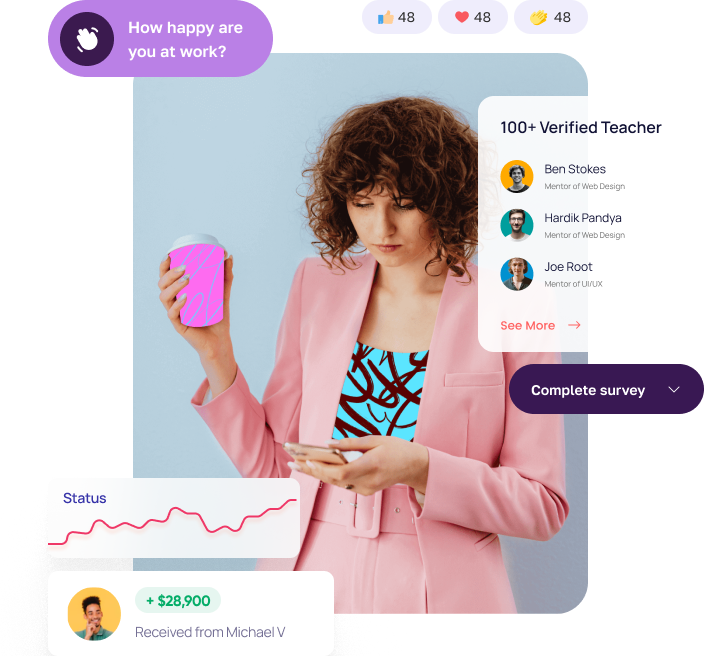 How happy are
you at work?
48
48
48
100+ Verified Teacher
Ben Stokes
Mentor of Web Design
Hardik Pandya
Mentor of Web Design
Joe Root
Mentor of UI/UX
See More
Complete survey
Status
+ $28,900
Received from Michael V